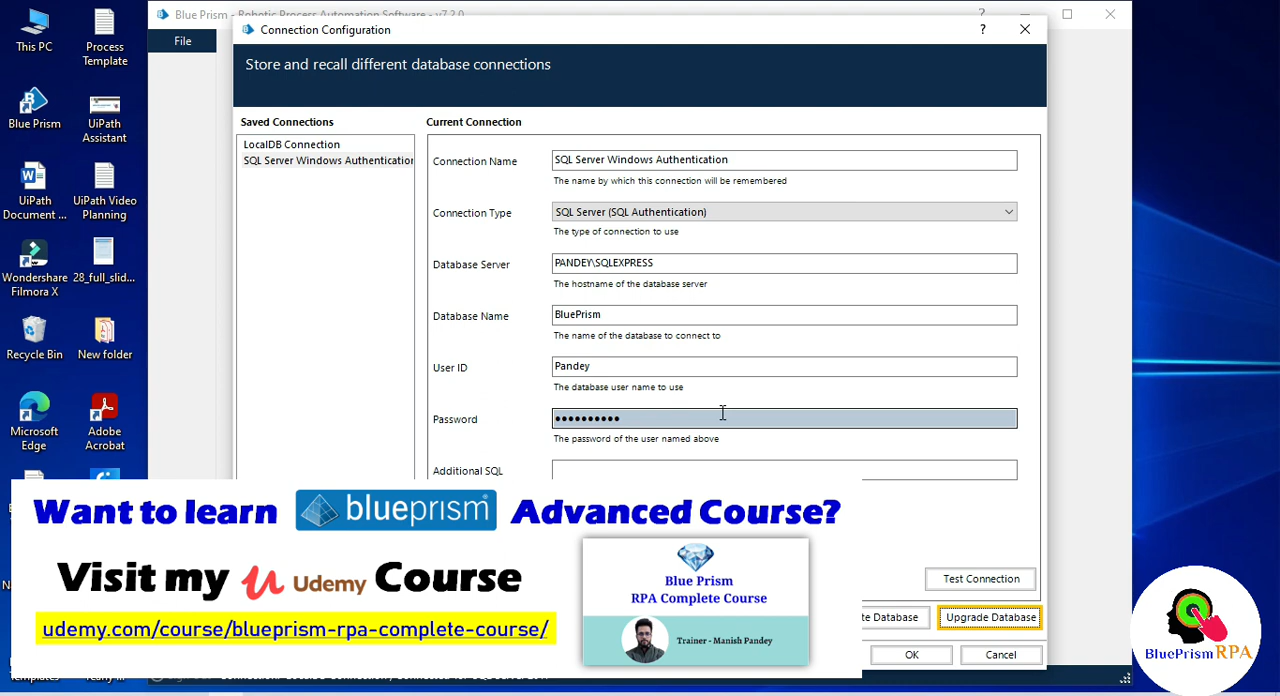 Blue Prism - Robotic Process Automation Software - v7.2.0
File
This PC
Process
Template
Blue Prism
UiPath
Assistant
UiPath
Document ...
UiPath Video
Planning
Wondershare
Filmora X
28_full_slid...
Recycle Bin
New folder
Microsoft
Edge
Adobe
Acrobat
Connection Configuration
?
Store and recall different database connections
Saved Connections
LocalDB Connection
SQL Server Windows Authentication
Current Connection
Connection Name
SQL Server Windows Authentication
The name by which this connection will be remembered
Connection Type
SQL Server (SQL Authentication)
The type of connection to use
Database Server
PANDEY\SQLEXPRESS
The hostname of the database server
Database Name
BluePrism
The name of the database to connect to
User ID
Pandey
The database user name to use
Password
••••••••••
The password of the user named above
Additional SQL
Test Connection
te Database
Upgrade Database
OK
Cancel
Want to learn blueprism Advanced Course?
Visit my Udemy Course
udemy.com/course/blueprism-rpa-complete-course/
Blue Prism
RPA Complete Course
Trainer - Manish Pandey
BluePrism RPA